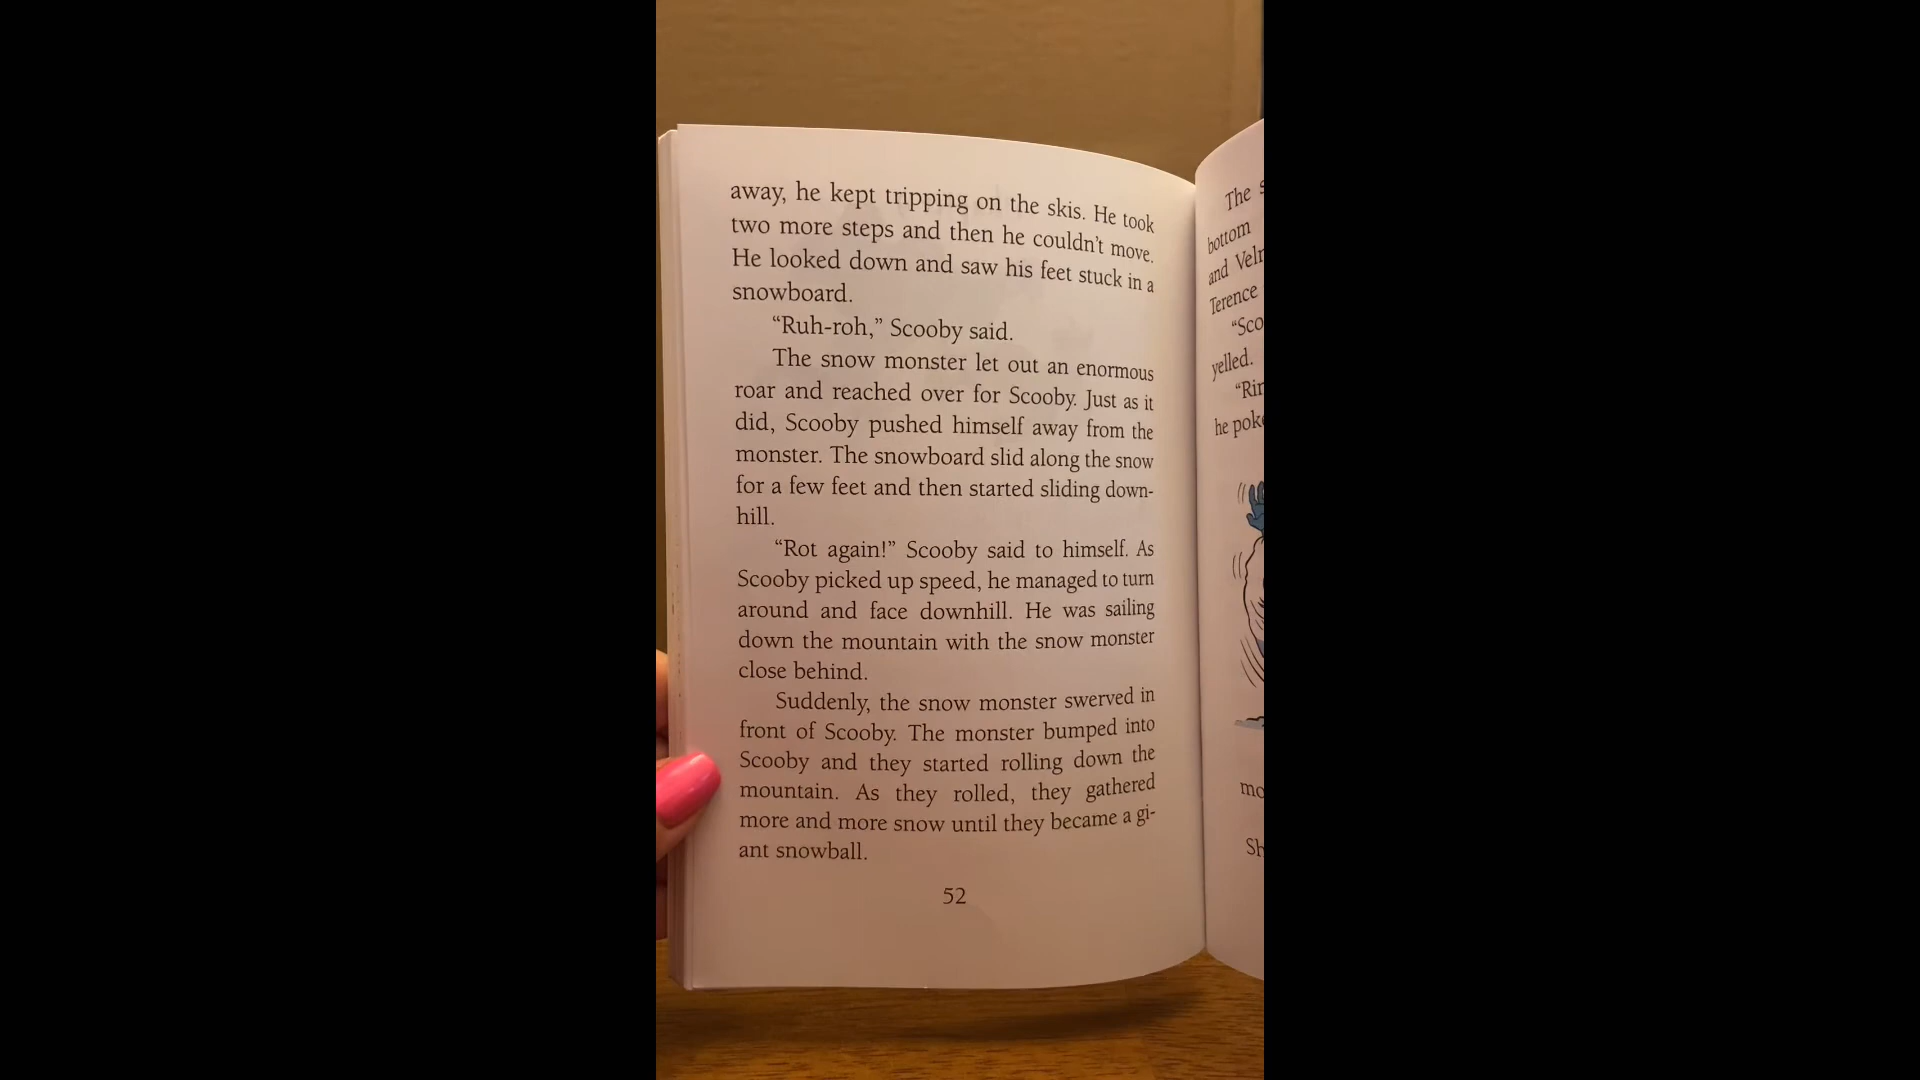 away, he kept tripping on the skis. He took
two more steps and then he couldn't move.
He looked down and saw his feet stuck in a
snowboard.
“Ruh-roh,” Scooby said.
The snow monster let out an enormous
roar and reached over for Scooby. Just as it
did, Scooby pushed himself away from the
monster. The snowboard slid along the snow
for a few feet and then started sliding down-
hill.
“Rot again!” Scooby said to himself. As
Scooby picked up speed, he managed to turn
around and face downhill. He was sailing
down the mountain with the snow monster
close behind.
Suddenly, the snow monster swerved in
front of Scooby. The monster bumped into
Scooby and they started rolling down the
mountain. As they rolled, they gathered
more and more snow until they became a gi-
ant snowball.
52
The
bottom
and
Terence
yelled.
he